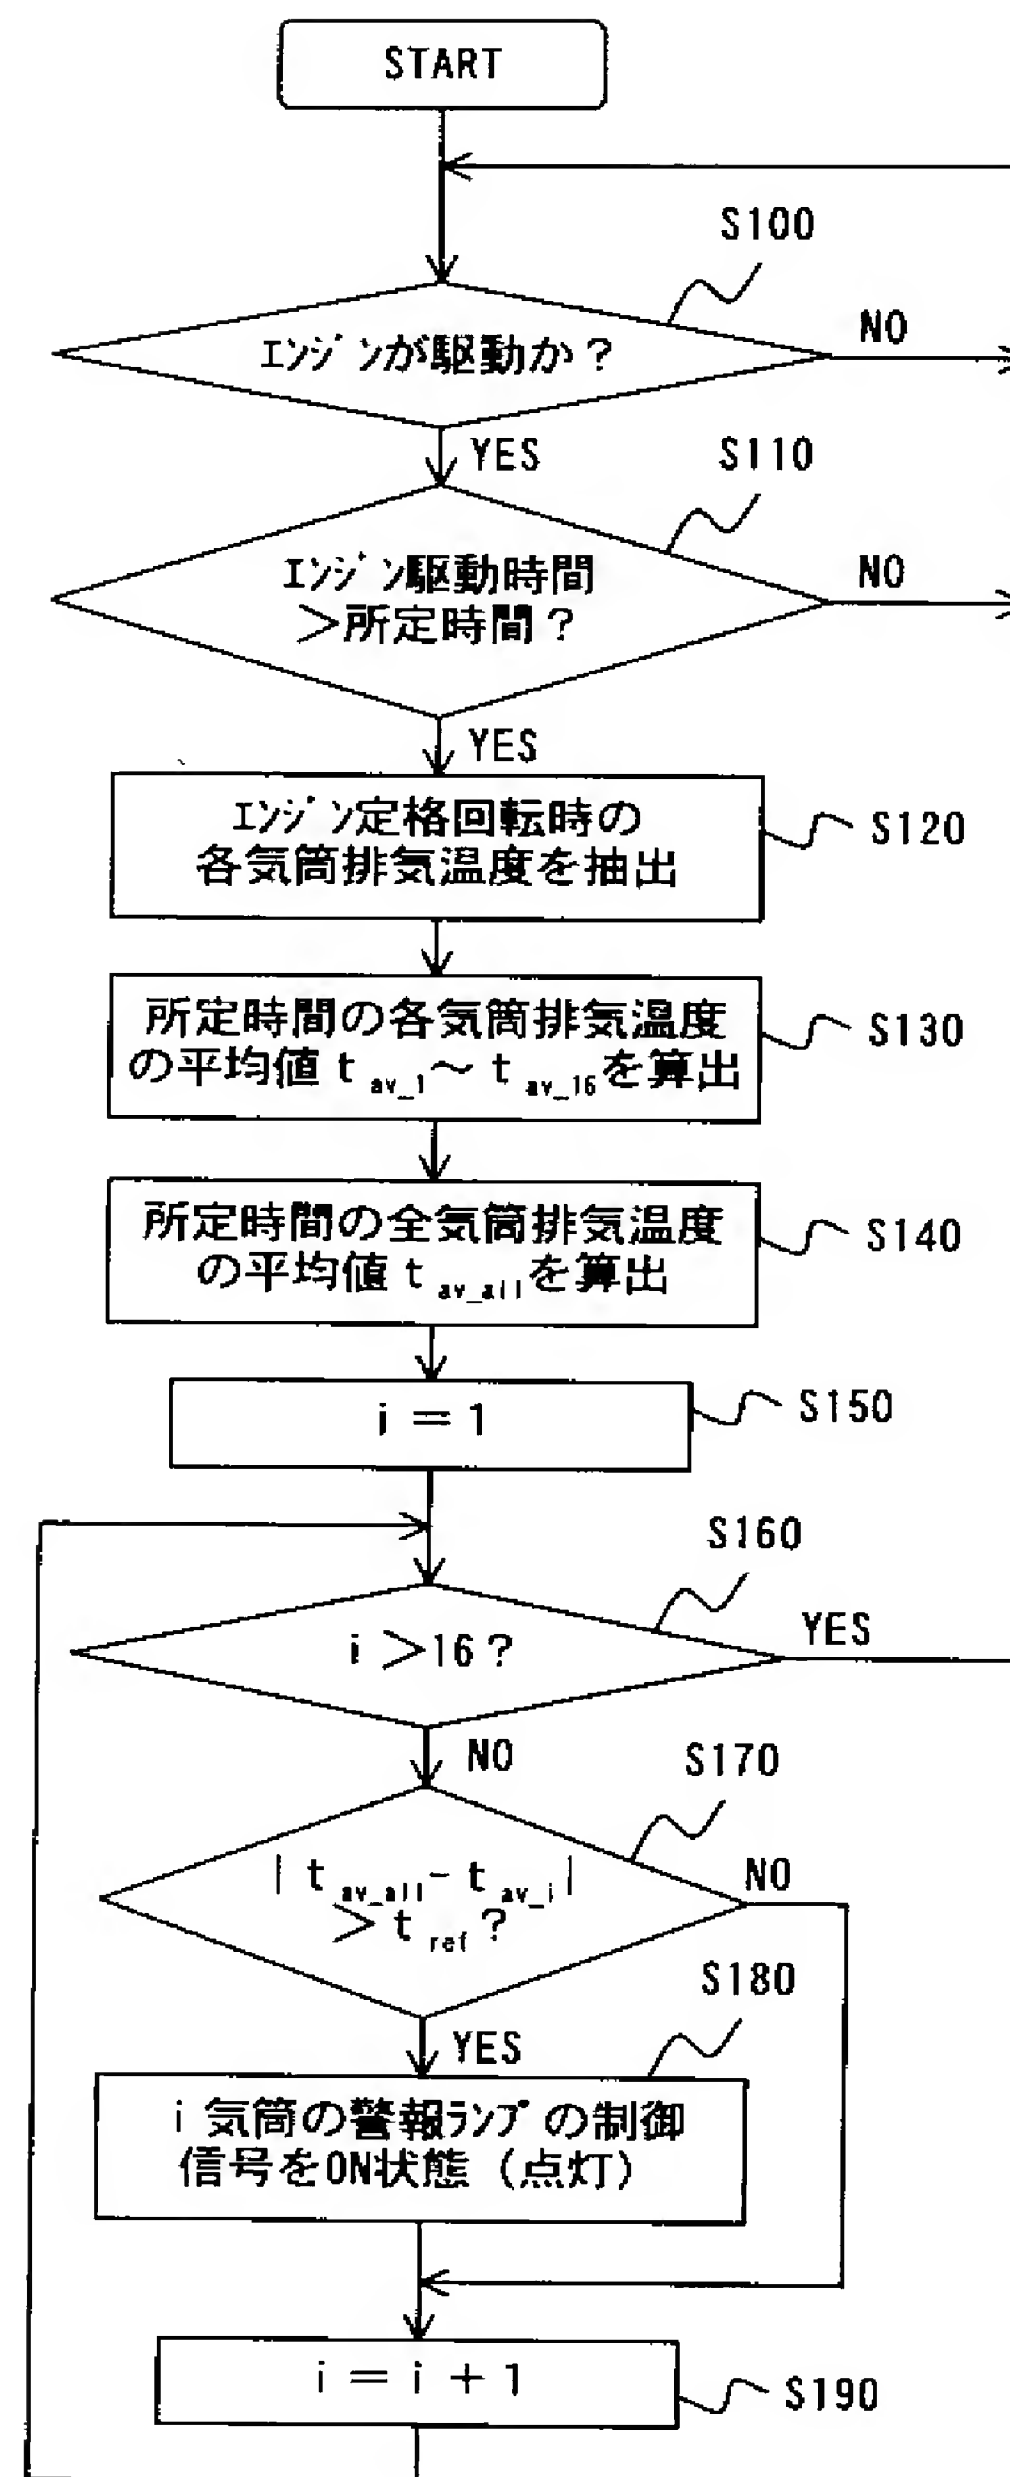 START
S100
エンジンが駆動か？
NO
YES
S110
エンジン駆動時間
＞所定時間？
NO
YES
エンジン定格回転時の
各気筒排気温度を抽出
S120
所定時間の各気筒排気温度
の平均値 t av_1～ t av_16を算出
S130
所定時間の全気筒排気温度
の平均値 t av_allを算出
S140
i ＝ 1
S150
S160
i ＞16？
YES
NO
S170
| t av_all－ t av_i|
＞ t ref？
NO
S180
YES
i 気筒の警報ランプの制御
信号をON状態（点灯）
i ＝ i ＋ 1
S190